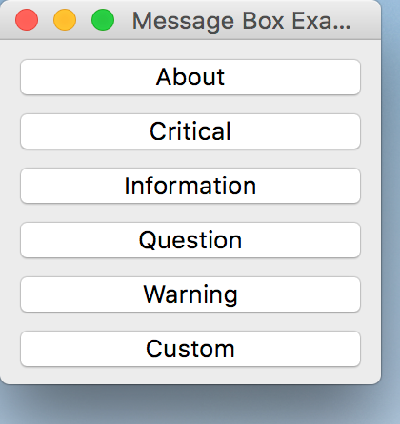 Message Box Exa...
About
Critical
Information
Question
Warning
Custom